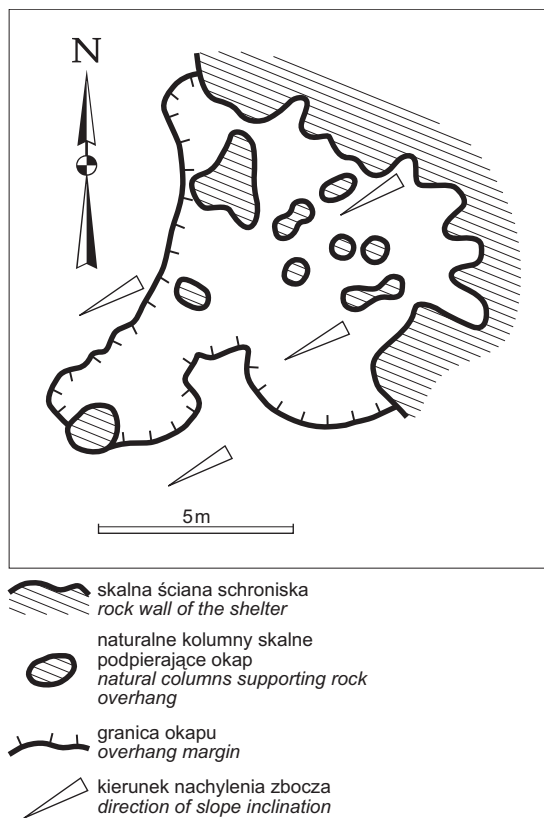 N
5m
skalna ściana schroniska
rock wall of the shelter
naturalne kolumny skalne
podpierające okap
natural columns supporting rock
overhang
granica okapu
overhang margin
kierunek nachylenia zbocza
direction of slope inclination